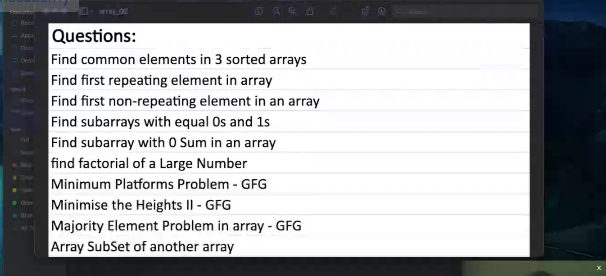 Questions:
Find common elements in 3 sorted arrays
Find first repeating element in array
Find first non-repeating element in an array
Find subarrays with equal 0s and 1s
Find subarray with 0 Sum in an array
find factorial of a Large Number
Minimum Platforms Problem - GFG
Minimise the Heights II - GFG
Majority Element Problem in array - GFG
Array SubSet of another array